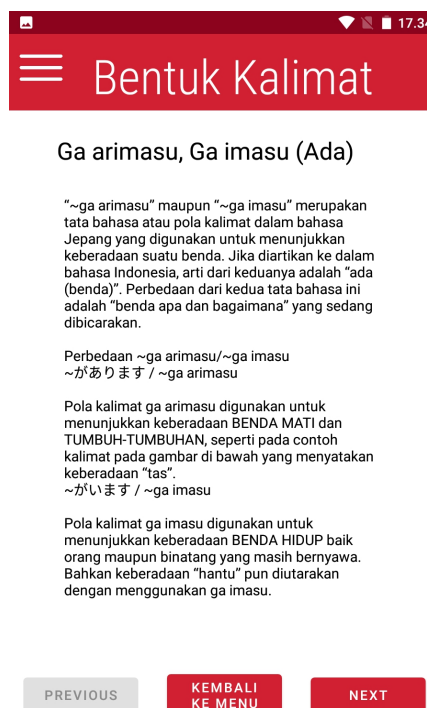 17.34
Bentuk Kalimat
Ga arimasu, Ga imasu (Ada)
“~ga arimasu” maupun “~ga imasu” merupakan
tata bahasa atau pola kalimat dalam bahasa
Jepang yang digunakan untuk menunjukkan
keberadaan suatu benda. Jika diartikan ke dalam
bahasa Indonesia, arti dari keduanya adalah “ada
(benda)”. Perbedaan dari kedua tata bahasa ini
adalah “benda apa dan bagaimana” yang sedang
dibicarakan.
Perbedaan ~ga arimasu/~ga imasu
~があります / ~ga arimasu
Pola kalimat ga arimasu digunakan untuk
menunjukkan keberadaan BENDA MATI dan
TUMBUH-TUMBUHAN, seperti pada contoh
kalimat pada gambar di bawah yang menyatakan
keberadaan “tas”.
~がいます / ~ga imasu
Pola kalimat ga imasu digunakan untuk
menunjukkan keberadaan BENDA HIDUP baik
orang maupun binatang yang masih bernyawa.
Bahkan keberadaan “hantu” pun diutarakan
dengan menggunakan ga imasu.
PREVIOUS
KEMBALI
KE MENU
NEXT